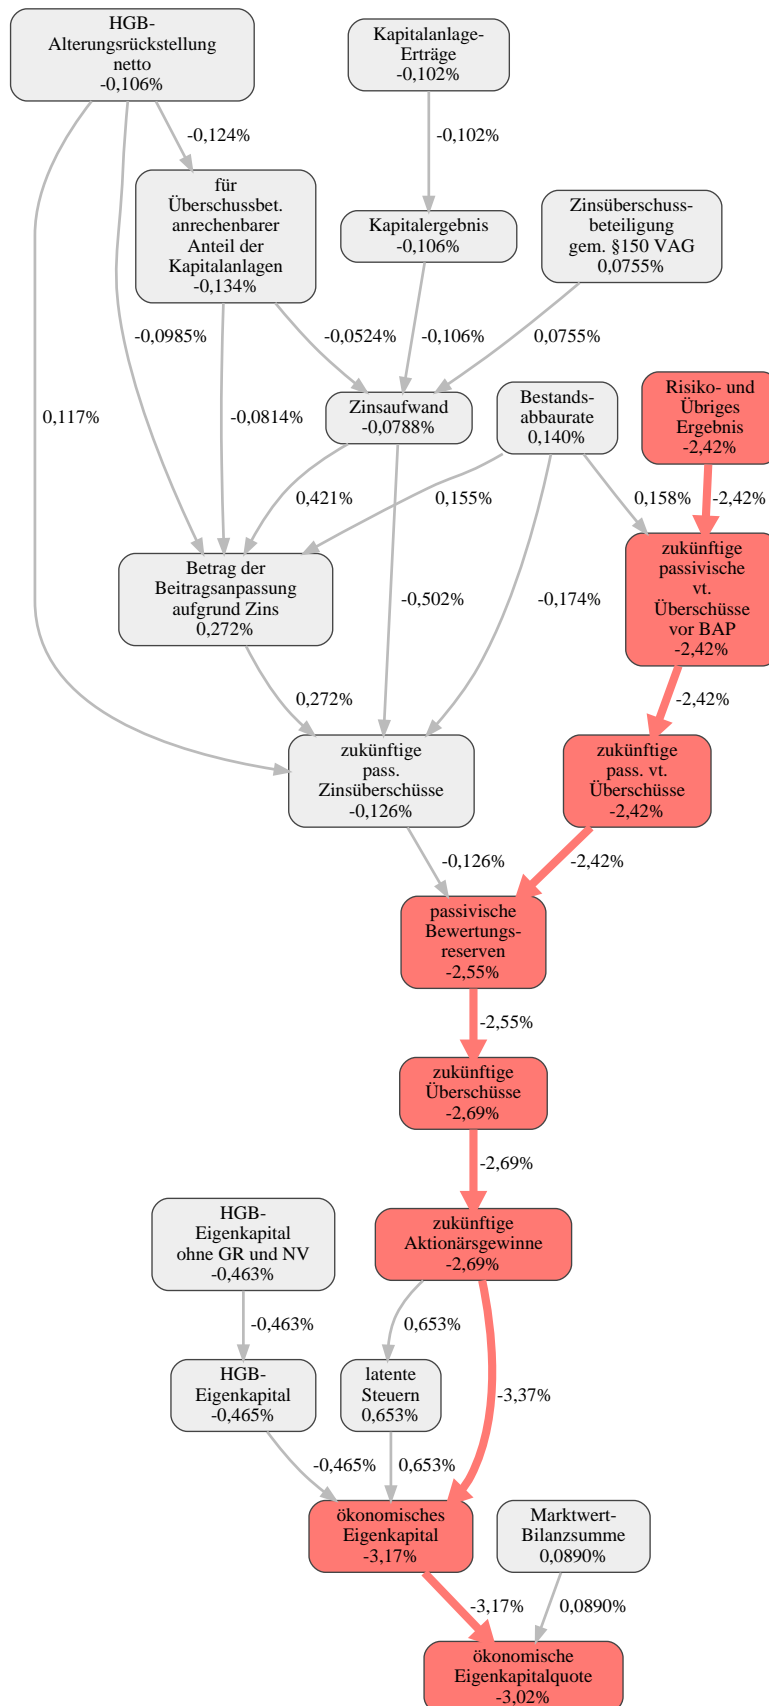 HGB-
Alterungsrückstellung
netto
-0,106%
Kapitalanlage-
Erträge
-0,102%
-0,124%
-0,102%
für
Überschussbet.
anrechenbarer
Anteil der
Kapitalanlagen
-0,134%
Kapitalergebnis
-0,106%
Zinsüberschuss-
beteiligung
gem. §150 VAG
0,0755%
-0,0985%
-0,0524%
-0,106%
0,0755%
0,117%
-0,0814%
Zinsaufwand
-0,0788%
Bestands-
abbaurate
0,140%
Risiko- und
Übriges
Ergebnis
-2,42%
0,421%
0,155%
0,158%
-2,42%
Betrag der
Beitragsanpassung
aufgrund Zins
0,272%
-0,502%
-0,174%
zukünftige
passivische
vt.
Überschüsse
vor BAP
-2,42%
0,272%
-2,42%
zukünftige
pass.
Zinsüberschüsse
-0,126%
zukünftige
pass. vt.
Überschüsse
-2,42%
-0,126%
-2,42%
passivische
Bewertungs-
reserven
-2,55%
-2,55%
zukünftige
Überschüsse
-2,69%
-2,69%
HGB-
Eigenkapital
ohne GR und NV
-0,463%
zukünftige
Aktionärsgewinne
-2,69%
-0,463%
0,653%
HGB-
Eigenkapital
-0,465%
latente
Steuern
0,653%
-3,37%
-0,465%
0,653%
ökonomisches
Eigenkapital
-3,17%
Marktwert-
Bilanzsumme
0,0890%
-3,17%
0,0890%
ökonomische
Eigenkapitalquote
-3,02%